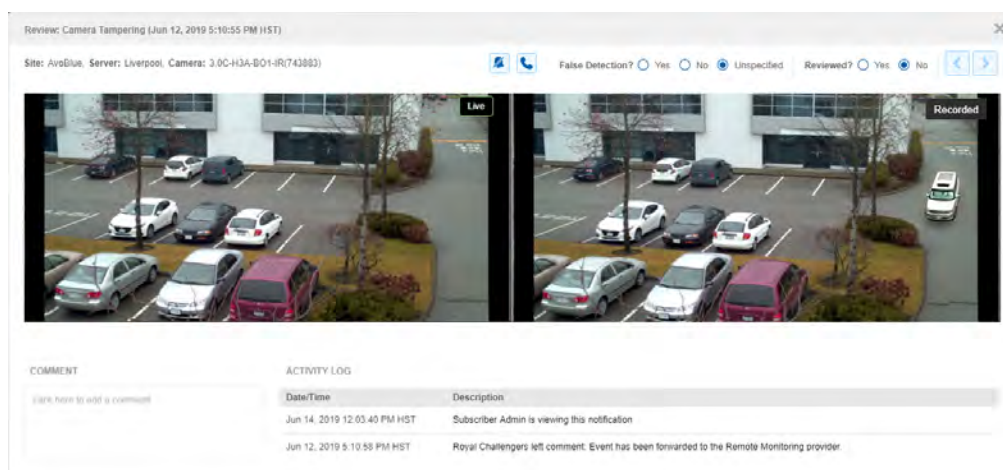 Review: Camera Tampering (Jun 12, 2019 5:10:55 PM HST)
Site: AvoBlue, Server: Liverpool, Camera: 3.0C-H3A-BO1-IR(743883)
False Detection? Yes No Unspecified Reviewed? Yes No
Live
Recorded
COMMENT
Click here to add a comment
ACTIVITY LOG
Date/Time Description
Jun 14, 2019 12:03:40 PM HST Subscriber Admin is viewing this notification
Jun 12, 2019 5:10:58 PM HST Royal Challengers left comment: Event has been forwarded to the Remote Monitoring provider.